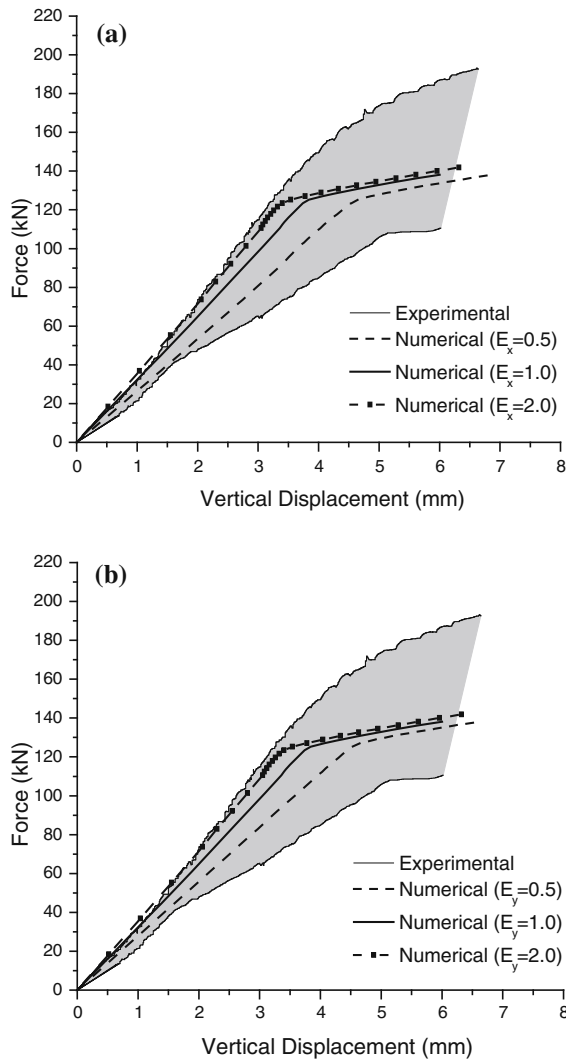 (a)
220
200
180
160
140
120
100
80
60
40
20
0
Force (kN)
Experimental
Numerical (Eₓ=0.5)
Numerical (Eₓ=1.0)
Numerical (Eₓ=2.0)
0 1 2 3 4 5 6 7 8
Vertical Displacement (mm)
(b)
220
200
180
160
140
120
100
80
60
40
20
0
Force (kN)
Experimental
Numerical (E_y=0.5)
Numerical (E_y=1.0)
Numerical (E_y=2.0)
0 1 2 3 4 5 6 7 8
Vertical Displacement (mm)